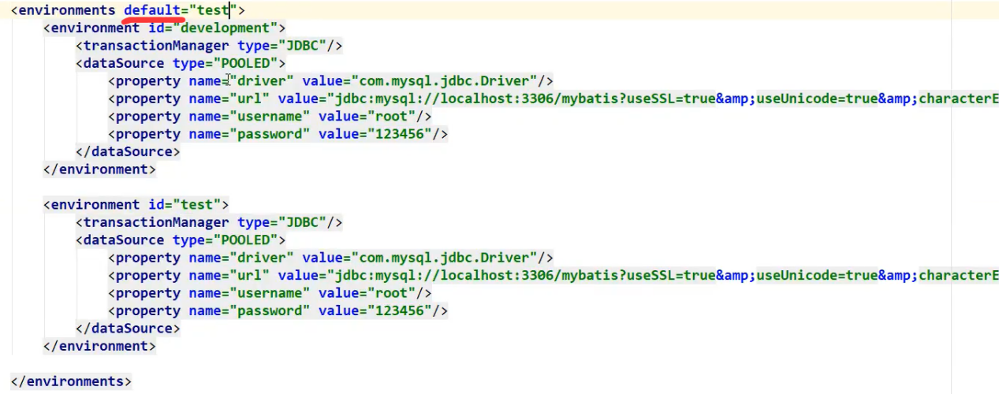 <environments default="test">
<environment id="development">
<transactionManager type="JDBC"/>
<dataSource type="POOLED">
<property name="driver" value="com.mysql.jdbc.Driver"/>
<property name="url" value="jdbc:mysql://localhost:3306/mybatis?useSSL=true&amp;useUnicode=true&amp;characterE
<property name="username" value="root"/>
<property name="password" value="123456"/>
</dataSource>
</environment>
<environment id="test">
<transactionManager type="JDBC"/>
<dataSource type="POOLED">
<property name="driver" value="com.mysql.jdbc.Driver"/>
<property name="url" value="jdbc:mysql://localhost:3306/mybatis?useSSL=true&amp;useUnicode=true&amp;characterE
<property name="username" value="root"/>
<property name="password" value="123456"/>
</dataSource>
</environment>
</environments>